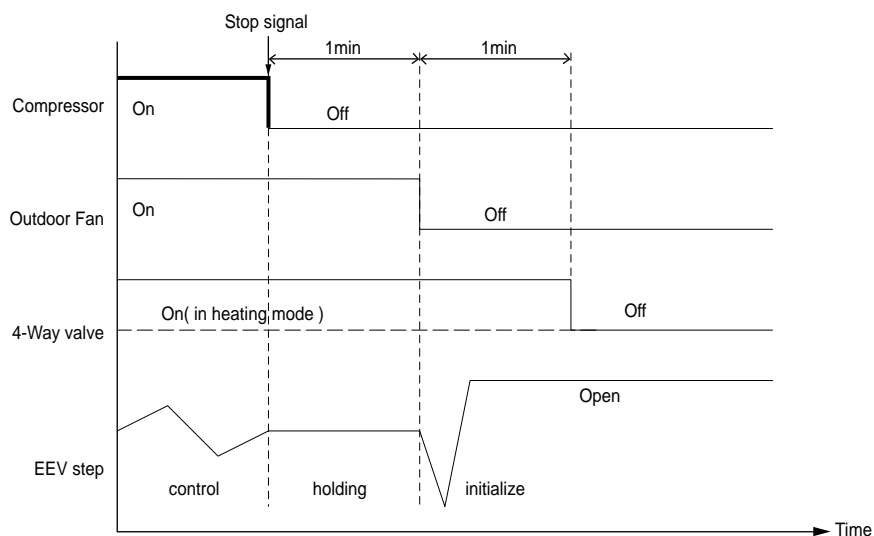 Stop signal
1min 1min
Compressor On Off
Outdoor Fan On Off
4-Way valve On( in heating mode ) Off
Open
EEV step
control holding initialize
Time